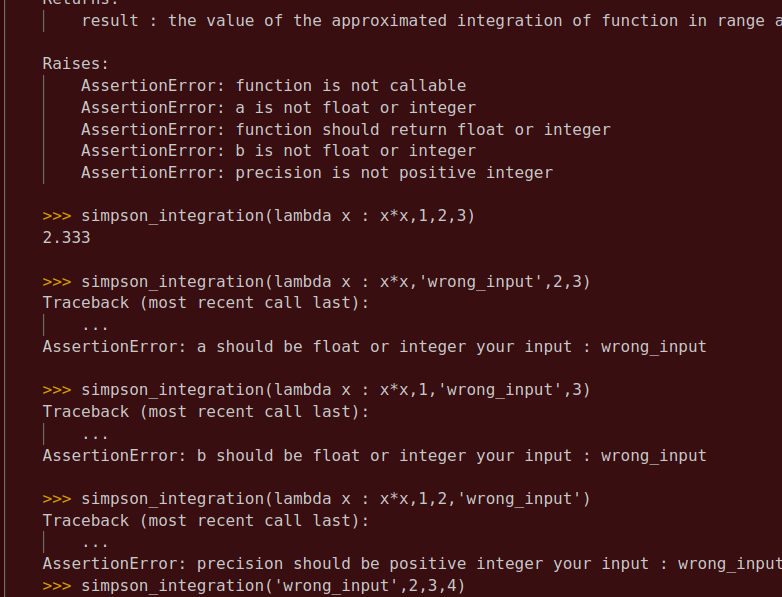 Returns:
result : the value of the approximated integration of function in range a
Raises:
AssertionError: function is not callable
AssertionError: a is not float or integer
AssertionError: function should return float or integer
AssertionError: b is not float or integer
AssertionError: precision is not positive integer
>>> simpson_integration(lambda x : x*x,1,2,3)
2.333
>>> simpson_integration(lambda x : x*x,'wrong_input',2,3)
Traceback (most recent call last):
...
AssertionError: a should be float or integer your input : wrong_input
>>> simpson_integration(lambda x : x*x,1,'wrong_input',3)
Traceback (most recent call last):
...
AssertionError: b should be float or integer your input : wrong_input
>>> simpson_integration(lambda x : x*x,1,2,'wrong_input')
Traceback (most recent call last):
...
AssertionError: precision should be positive integer your input : wrong_input
>>> simpson_integration('wrong_input',2,3,4)